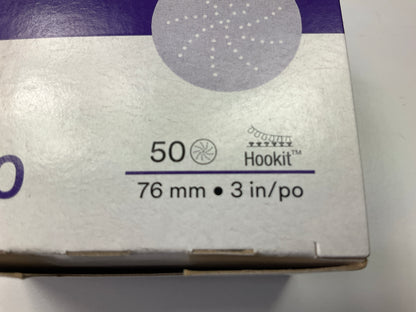 50 Hookit™
76 mm • 3 in/po